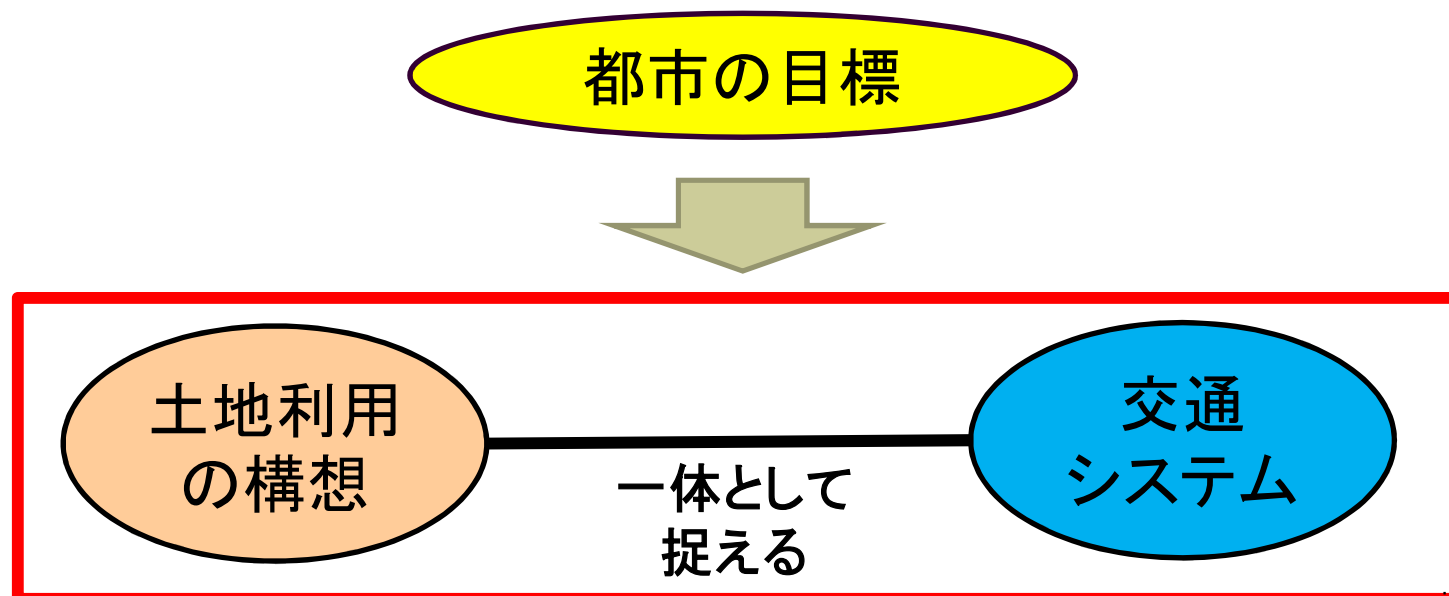 都市の目標
土地利用
の構想
一体として
捉える
交通
システム